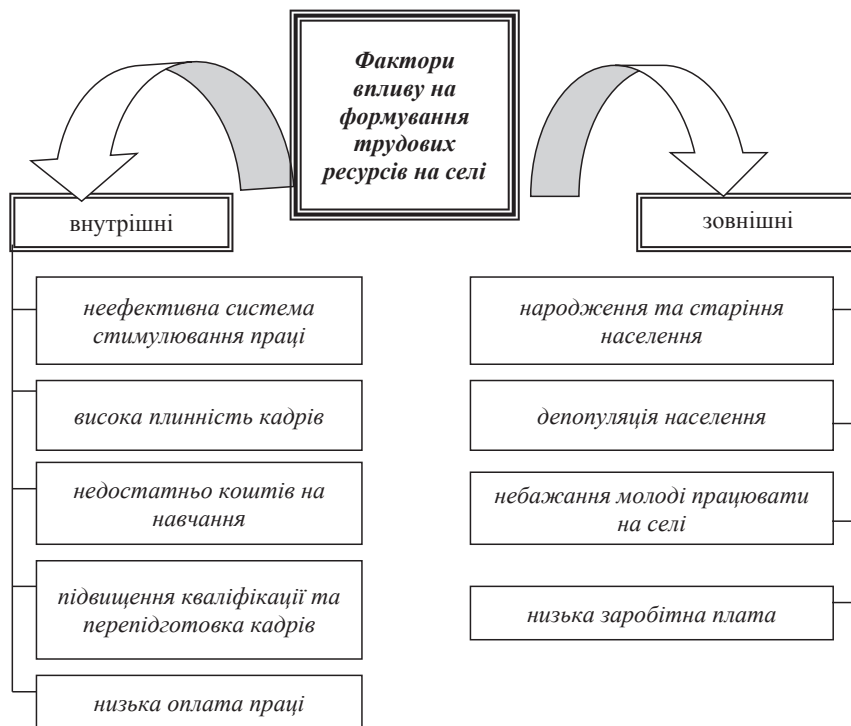 Фактори
впливу на
формування
трудових
ресурсів на селі
внутрішні
неефективна система
стимулювання праці
висока плинність кадрів
недостатньо коштів на
навчання
підвищення кваліфікації та
перепідготовка кадрів
низька оплата праці
зовнішні
народження та старіння
населення
депопуляція населення
небажання молоді працювати
на селі
низька заробітна плата